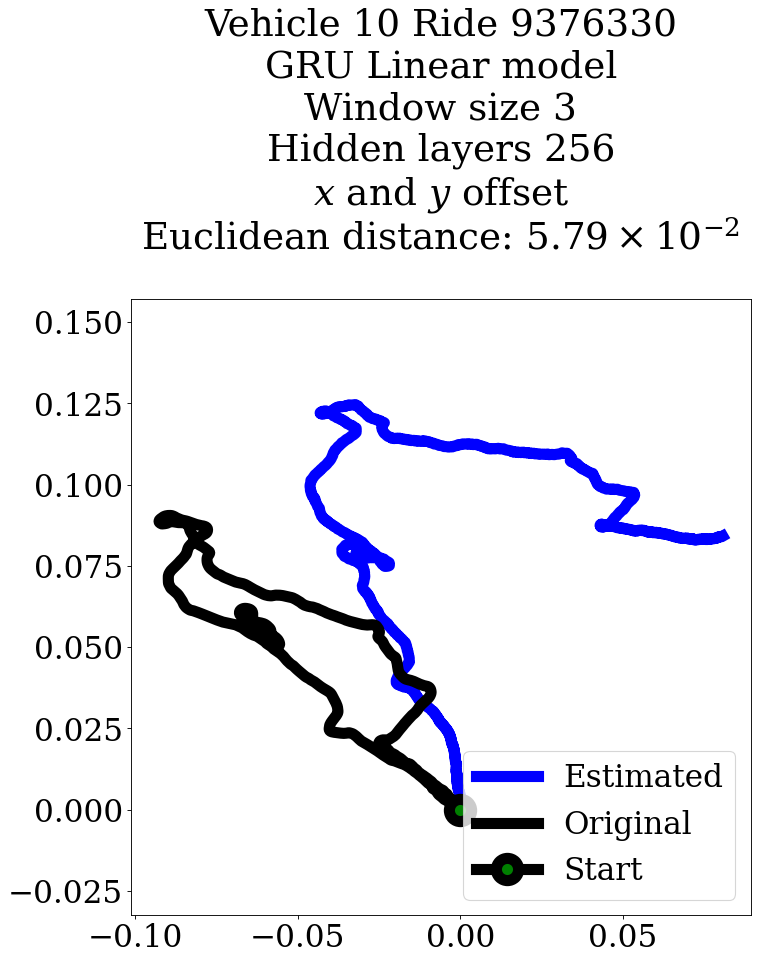 Vehicle 10 Ride 9376330
GRU Linear model
Window size 3
Hidden layers 256
x and y offset
Euclidean distance: 5.79 × 10⁻²
0.150
0.125
0.100
0.075
0.050
0.025
0.000
−0.025
−0.10
−0.05
0.00
0.05
Estimated
Original
Start